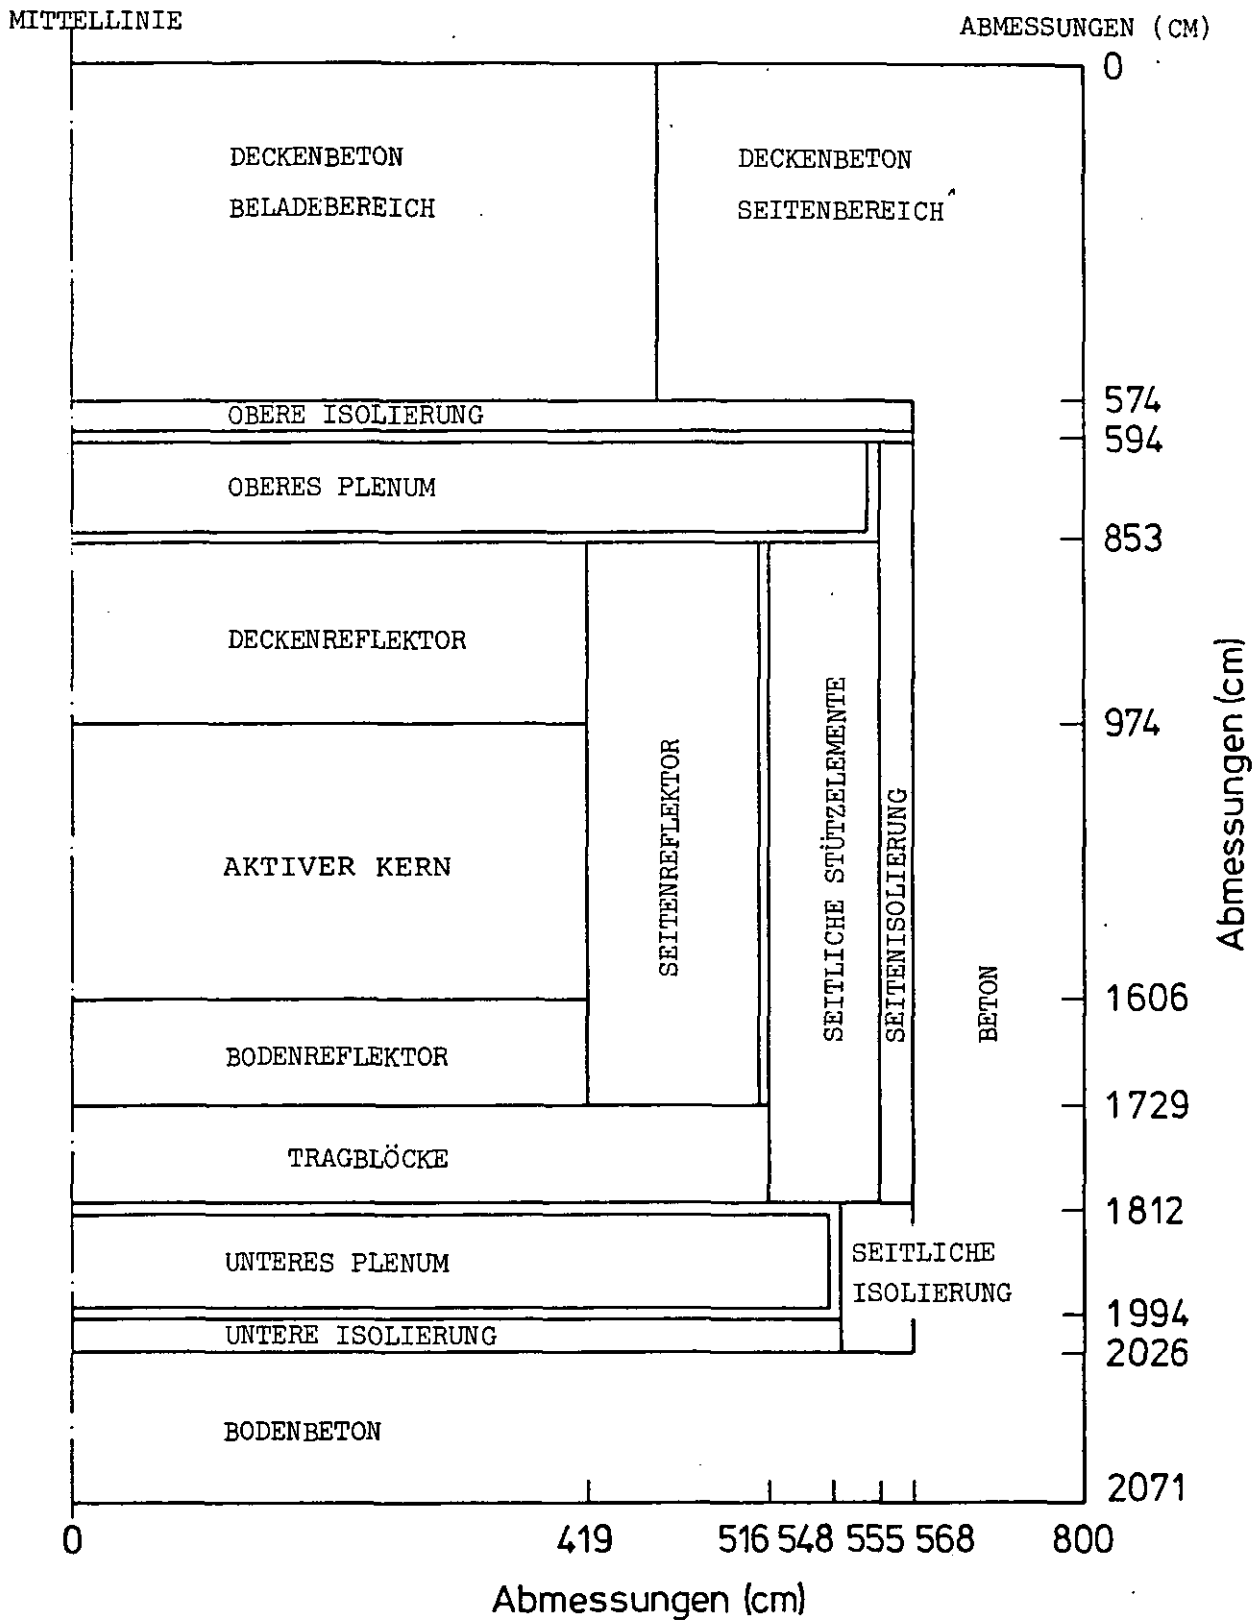 MITTELLINIE
ABMESSUNGEN (CM)
0
DECKENBETON
BELADEBEREICH
DECKENBETON
SEITENBEREICH
574
OBERE ISOLIERUNG
594
OBERES PLENUM
853
DECKENREFLEKTOR
974
AKTIVER KERN
SEITENREFLEKTOR
SEITLICHE STÜTZELEMENTE
SEITENISOLIERUNG
BETON
Abmessungen (cm)
1606
BODENREFLEKTOR
1729
TRAGBLÖCKE
1812
UNTERES PLENUM
SEITLICHE
ISOLIERUNG
1994
UNTERE ISOLIERUNG
2026
BODENBETON
2071
0 419 516 548 555 568 800
Abmessungen (cm)